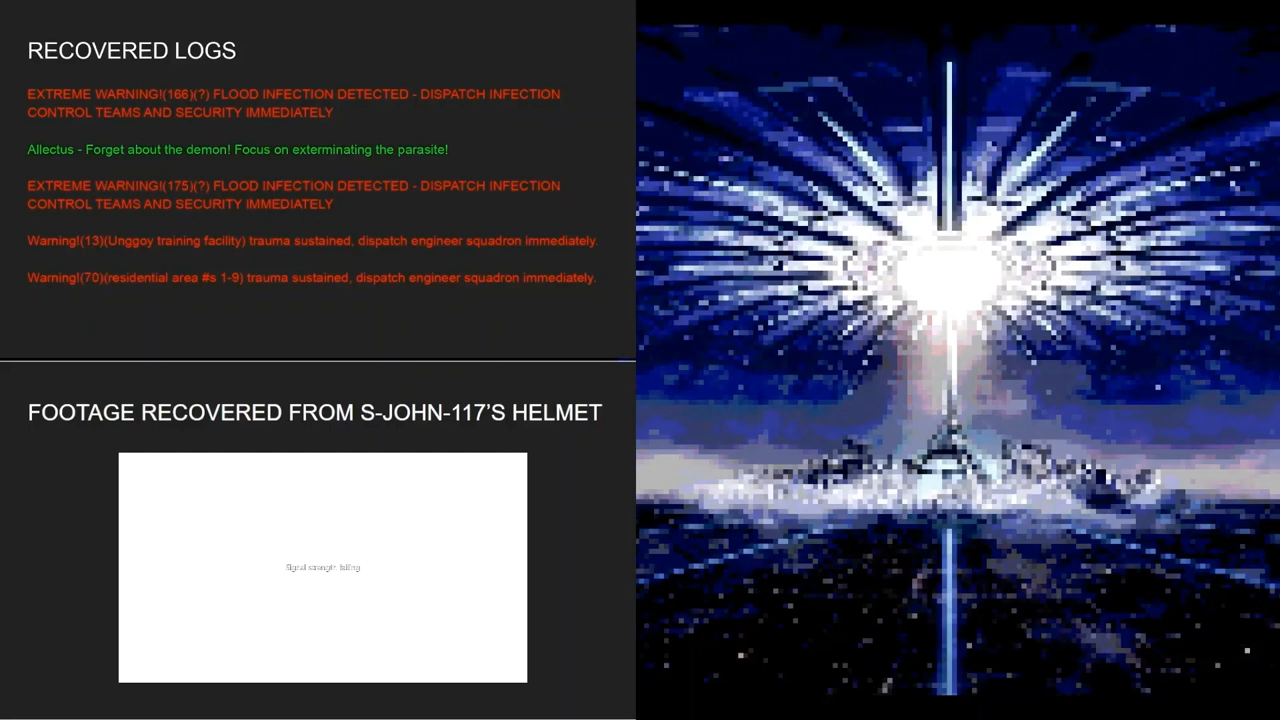 RECOVERED LOGS
EXTREME WARNING!(166)(?) FLOOD INFECTION DETECTED - DISPATCH INFECTION
CONTROL TEAMS AND SECURITY IMMEDIATELY
Allectus - Forget about the demon! Focus on exterminating the parasite!
EXTREME WARNING!(175)(?) FLOOD INFECTION DETECTED - DISPATCH INFECTION
CONTROL TEAMS AND SECURITY IMMEDIATELY
Warning!(13)(Unggoy training facility) trauma sustained, dispatch engineer squadron immediately.
Warning!(70)(residential area #s 1-9) trauma sustained, dispatch engineer squadron immediately.
FOOTAGE RECOVERED FROM S-JOHN-117'S HELMET
Signal strength failing